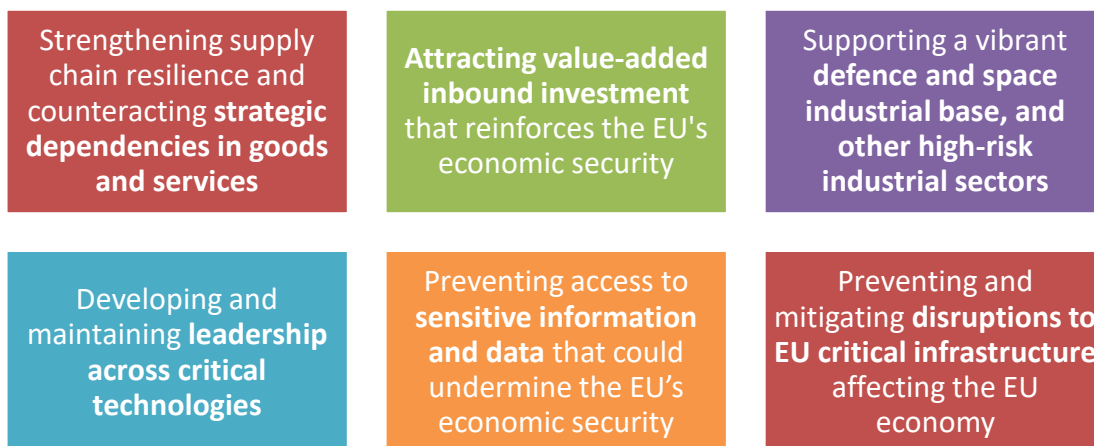 Strengthening supply
chain resilience and
counteracting strategic
dependencies in goods
and services
Attracting value-added
inbound investment
that reinforces the EU's
economic security
Supporting a vibrant
defence and space
industrial base, and
other high-risk
industrial sectors
Developing and
maintaining leadership
across critical
technologies
Preventing access to
sensitive information
and data that could
undermine the EU’s
economic security
Preventing and
mitigating disruptions to
EU critical infrastructure
affecting the EU
economy